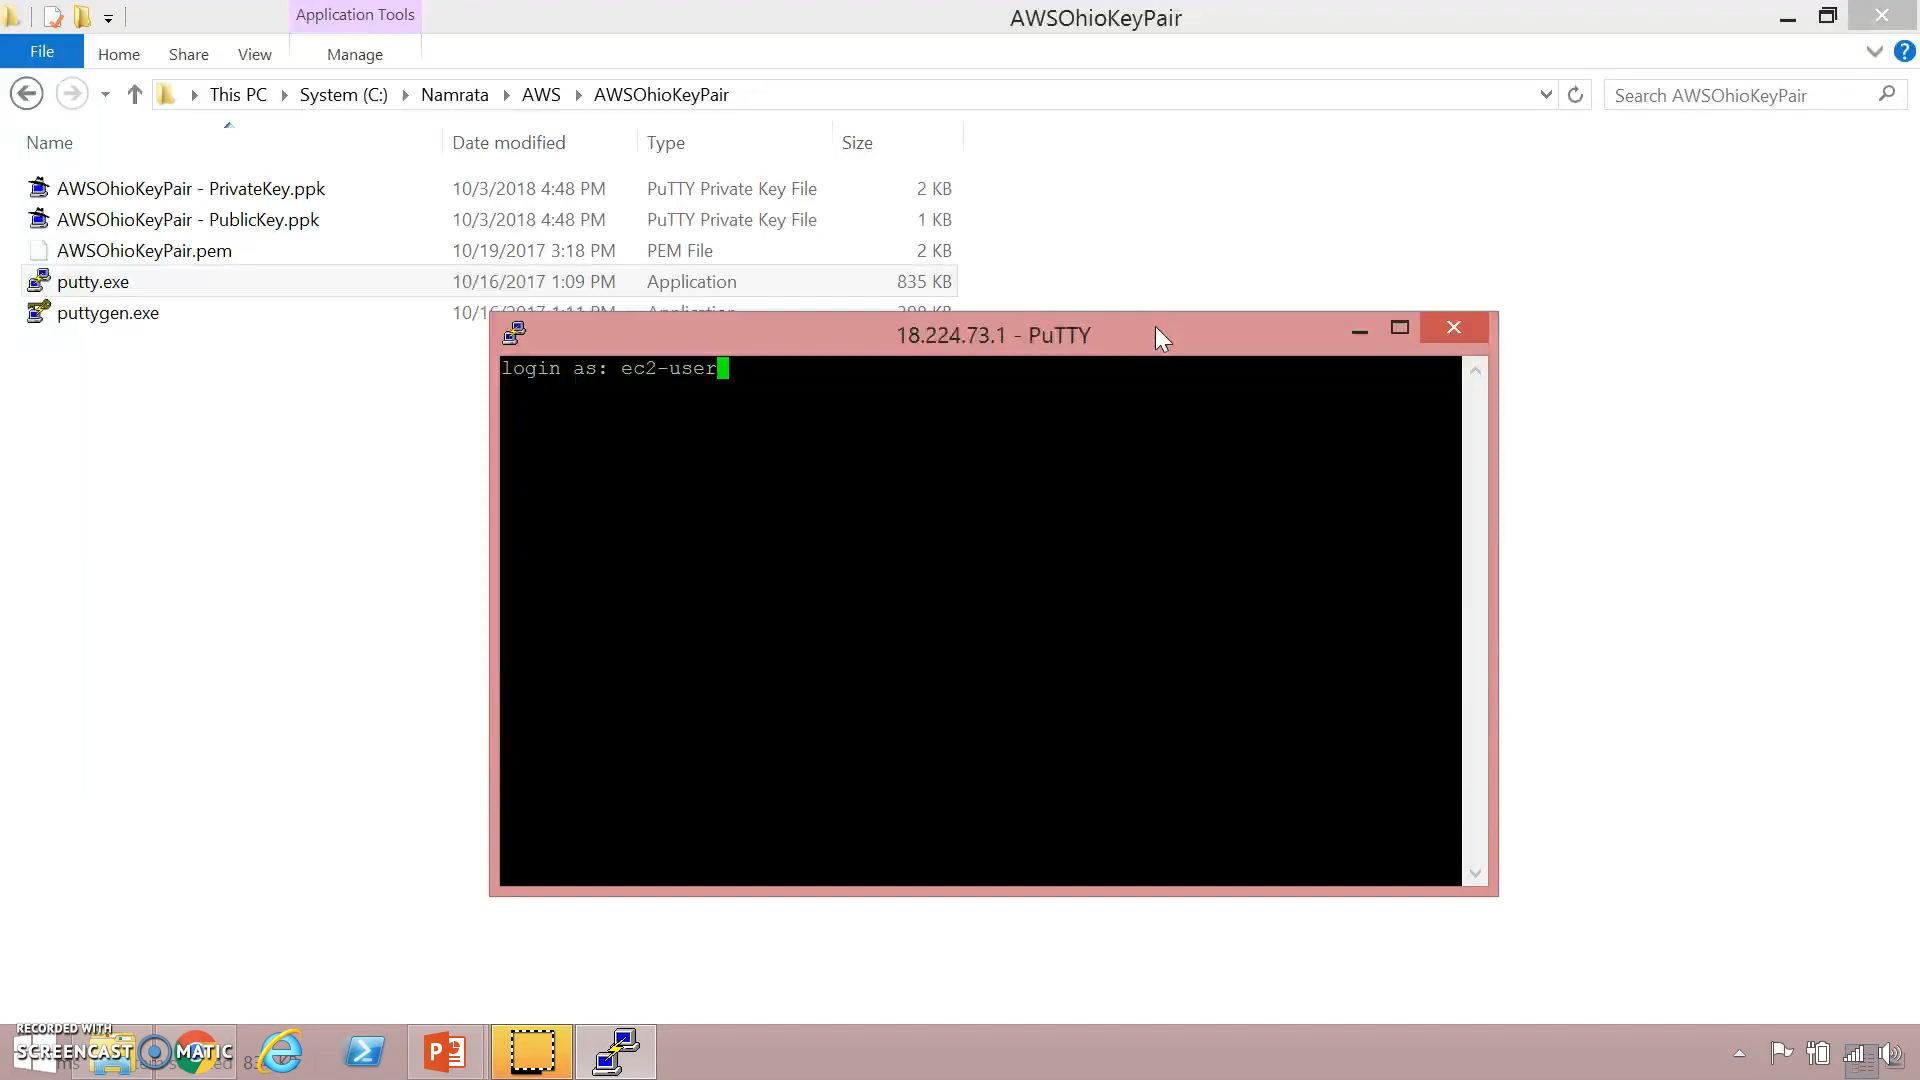 Application Tools
AWSOhioKeyPair
File
Home
Share
View
Manage
This PC
System (C:)
Namrata
AWS
AWSOhioKeyPair
Search AWSOhioKeyPair
Name
Date modified
Type
Size
AWSOhioKeyPair - PrivateKey.ppk 10/3/2018 4:48 PM PuTTY Private Key File 2 KB
AWSOhioKeyPair - PublicKey.ppk 10/3/2018 4:48 PM PuTTY Private Key File 1 KB
AWSOhioKeyPair.pem 10/19/2017 3:18 PM PEM File 2 KB
putty.exe 10/16/2017 1:09 PM Application 835 KB
puttygen.exe
18.224.73.1 - PuTTY
login as: ec2-user
RECORDED WITH
SCREENCAST MATIC